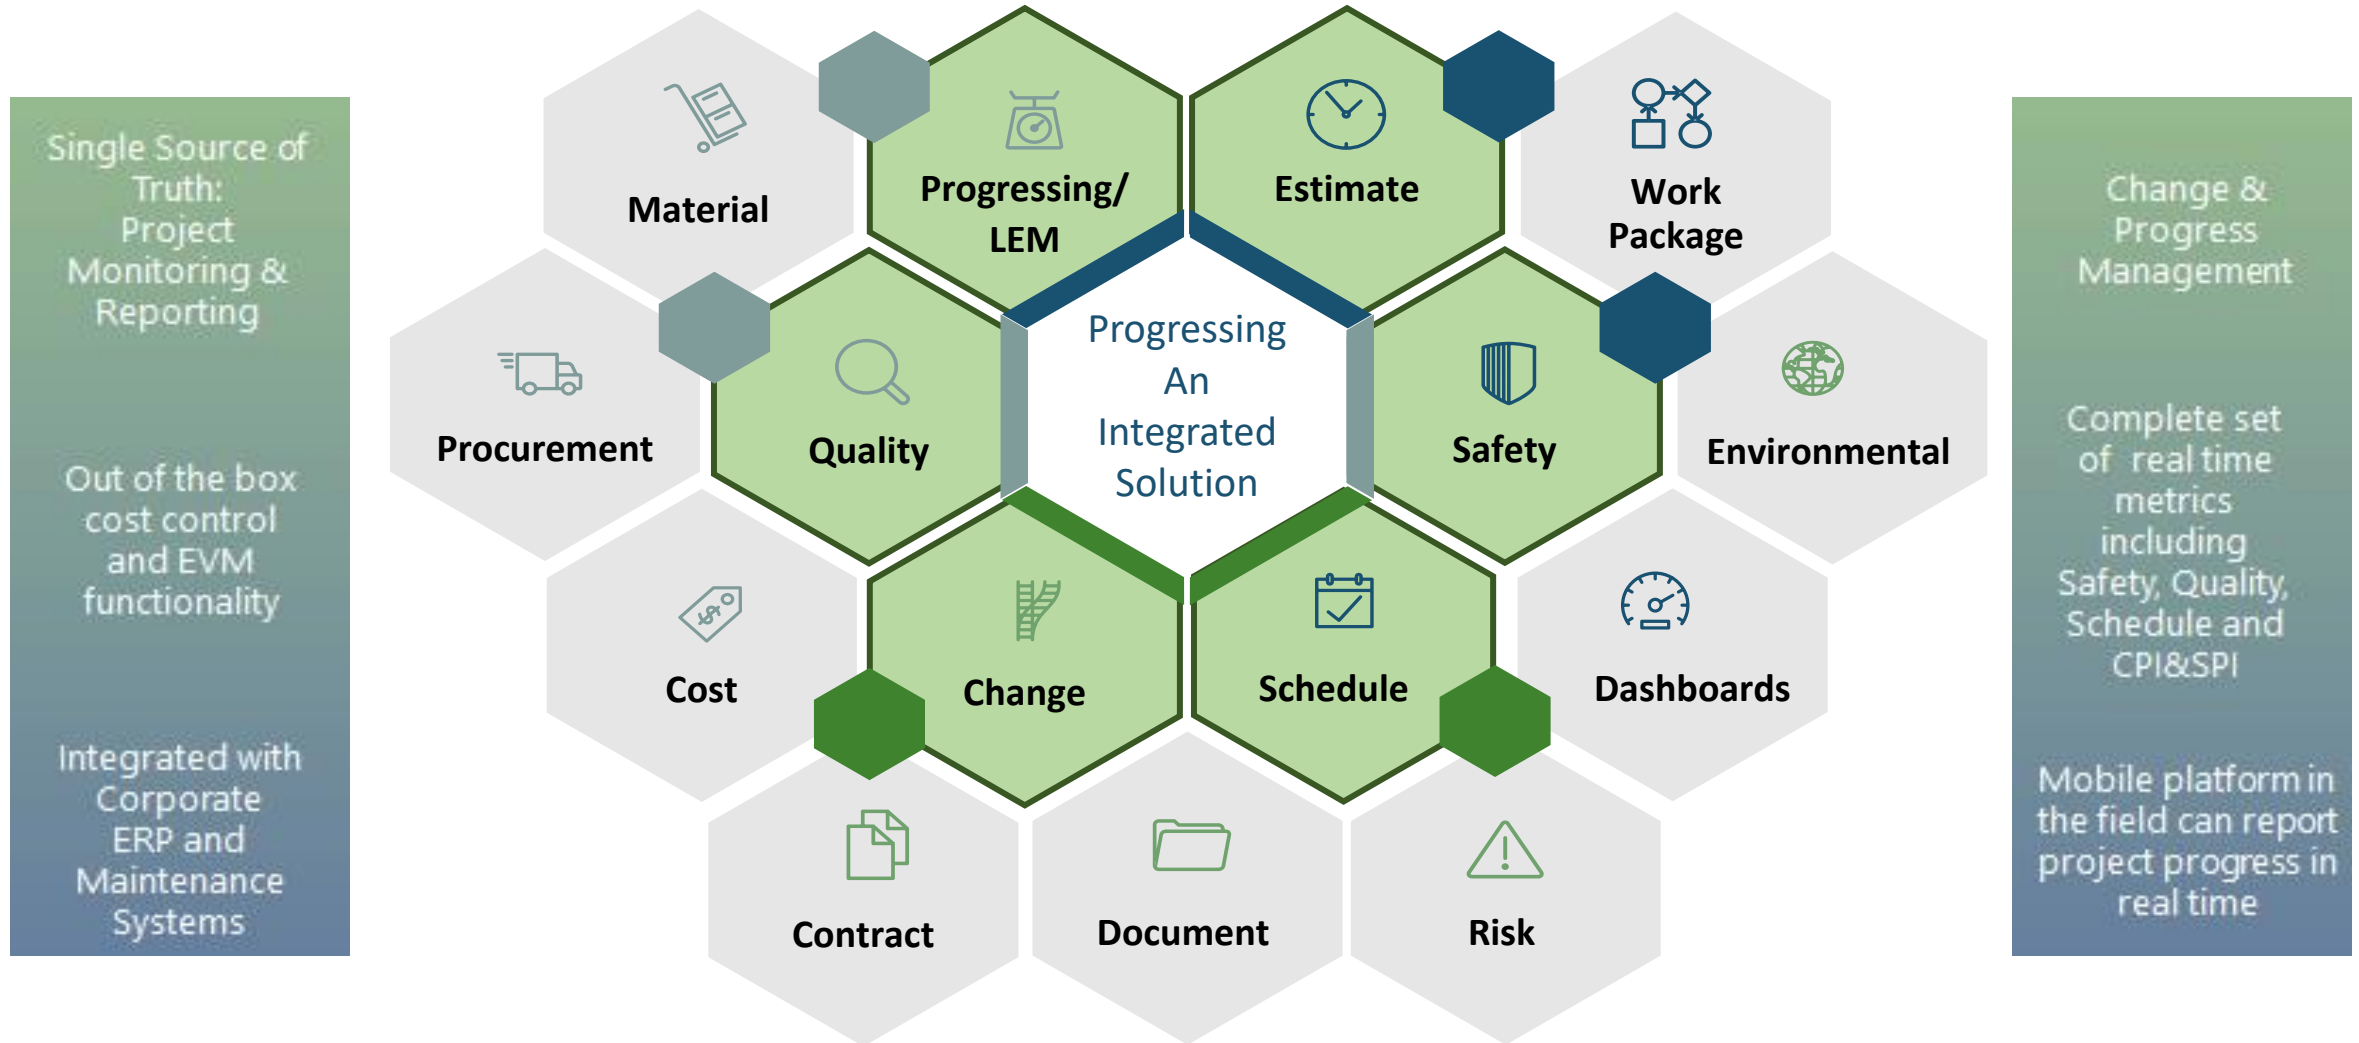 Single Source of
Truth:
Project
Monitoring &
Reporting
Out of the box
cost control
and EVM
functionality
Integrated with
Corporate
ERP and
Maintenance
Systems
Material
Progressing/
LEM
Estimate
Work
Package
Procurement
Quality
Progressing
An
Integrated
Solution
Safety
Environmental
Cost
Change
Schedule
Dashboards
Contract
Document
Risk
Change &
Progress
Management
Complete set
of real time
metrics
including
Safety, Quality,
Schedule and
CPI&SPI
Mobile platform in
the field can report
project progress in
real time